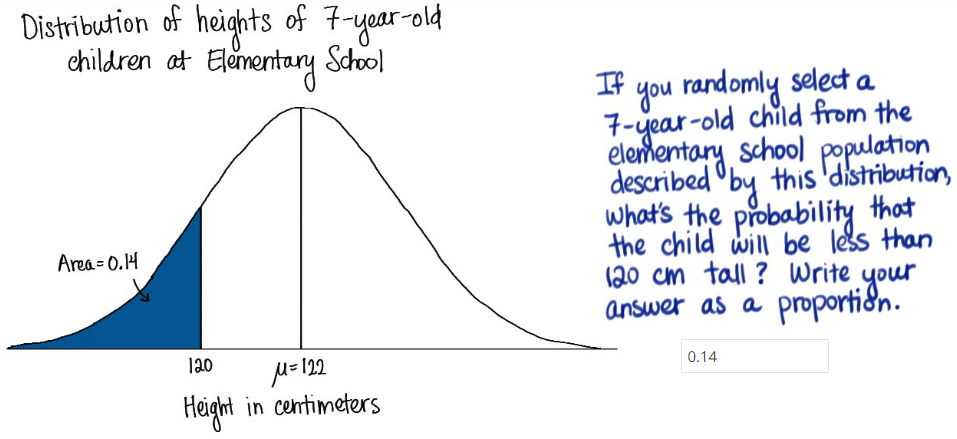 Distribution of heights of 7-year-old
children at Elementary School
Area = 0.14
120
μ = 122
Height in centimeters
If you randomly select a
7-year-old child from the
elementary school population
described by this distribution,
what's the probability that
the child will be less than
120 cm tall? Write your
answer as a proportion.
0.14